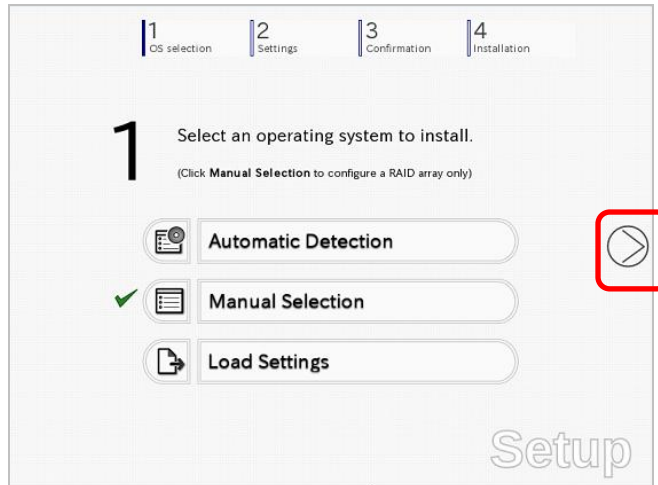 1 2 3 4
OS selection Settings Confirmation Installation
1 Select an operating system to install.
(Click Manual Selection to configure a RAID array only)
Automatic Detection
Manual Selection
Load Settings
Setup